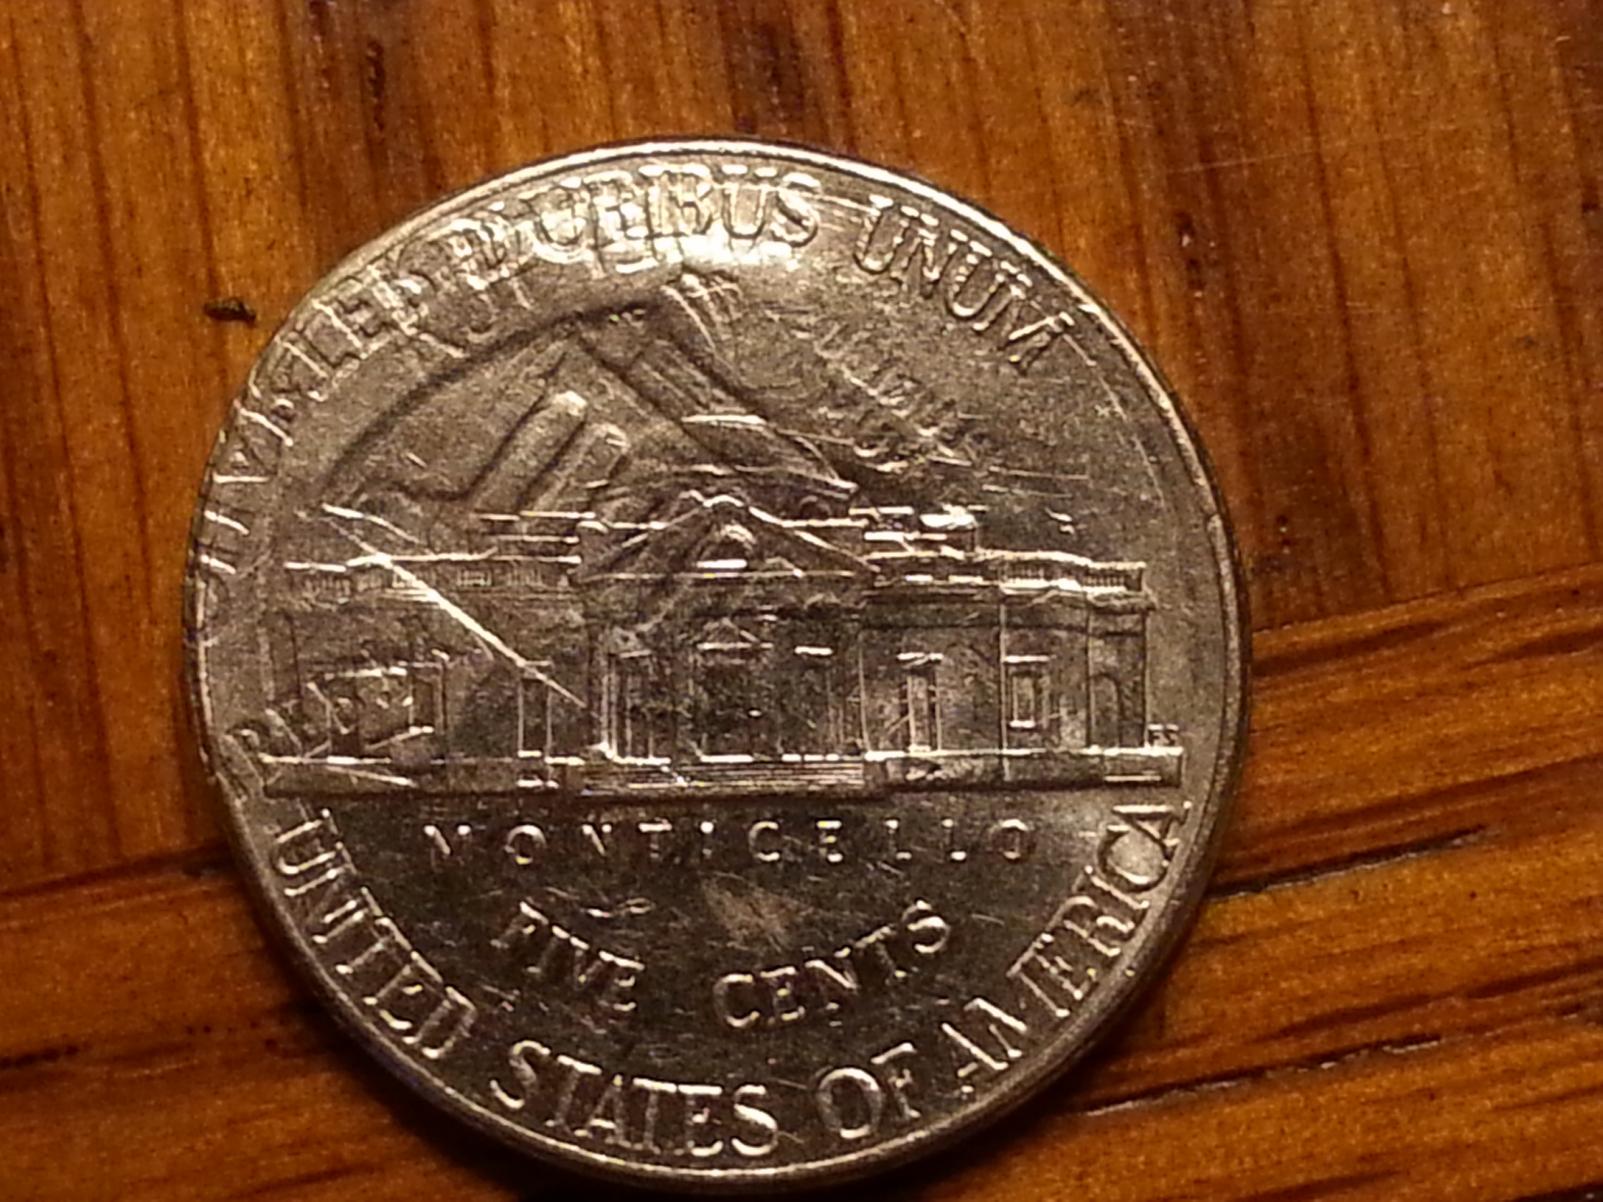 PLURIBUS UNUM
MONTICELLO
FIVE CENTS
UNITED STATES OF AMERICA